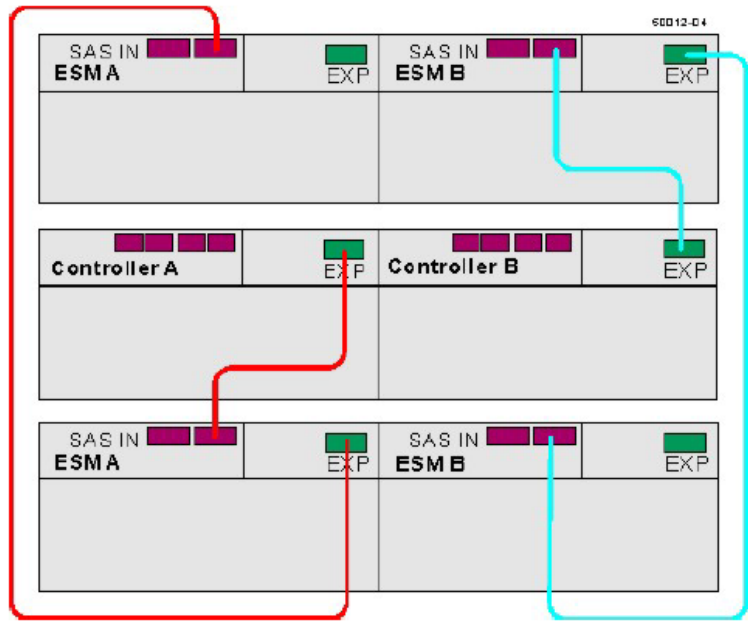 60012-04
SAS IN
ESM A
EXP
SAS IN
ESM B
EXP
Controller A
EXP
Controller B
EXP
SAS IN
ESM A
EXP
SAS IN
ESM B
EXP